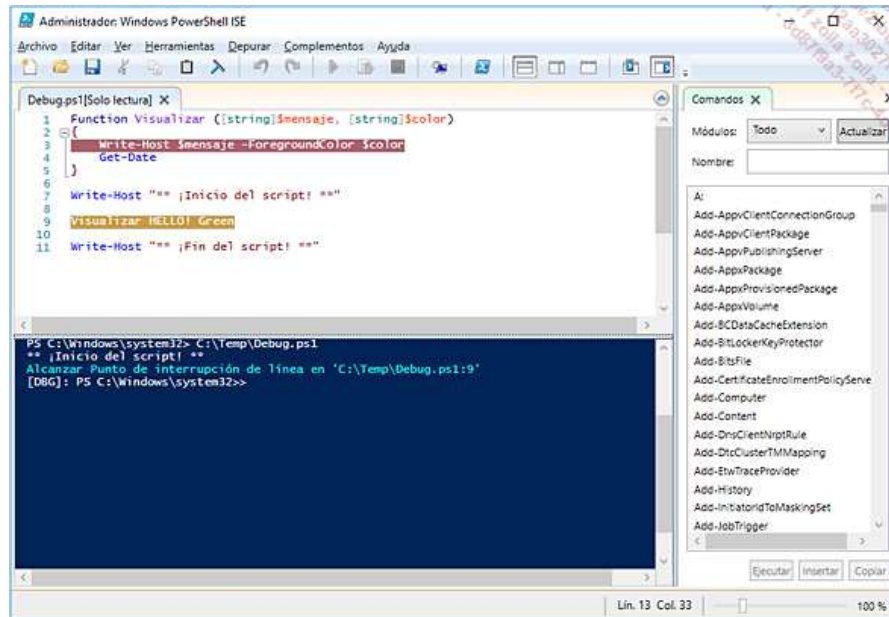 Administrador: Windows PowerShell ISE
Archivo Editar Ver Herramientas Depurar Complementos Ayuda
Debug.ps1[Solo lectura] X
1 Function Visualizar ([string]$mensaje, [string]$color)
2 {
3 Write-Host $mensaje -ForegroundColor $color
4 Get-Date
5 }
6
7 Write-Host "** ¡Inicio del script! **"
8
9 Visualizar HELLO! Green
10
11 Write-Host "** ¡Fin del script! **"
PS C:\Windows\system32> C:\Temp\Debug.ps1
** ¡Inicio del script! **
Alcanzar Punto de interrupción de línea en 'C:\Temp\Debug.ps1:9'
[DBG]: PS C:\Windows\system32>>
Comandos X
Módulos: Todo Actualizar
Nombre:
A:
Add-AppvClientConnectionGroup
Add-AppvClientPackage
Add-AppvPublishingServer
Add-AppxPackage
Add-AppxProvisionedPackage
Add-AppxVolume
Add-BCDataCacheExtension
Add-BitLockerKeyProtector
Add-BitsFile
Add-CertificateEnrollmentPolicyServe
Add-Computer
Add-Content
Add-DnsClientNrptRule
Add-DtcClusterTMMapping
Add-EtwTraceProvider
Add-History
Add-InitiatorIdToMaskingSet
Add-JobTrigger
Ejecutar Insertar Copiar
Lín. 13 Col. 33 100 %